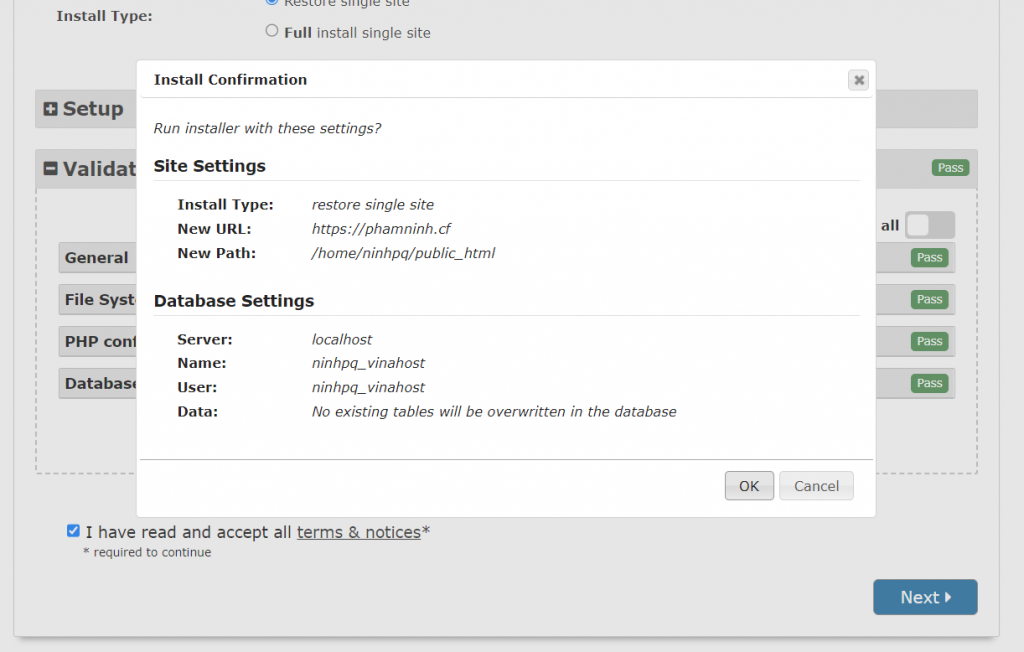 Restore single site
Install Type:
Full install single site
Install Confirmation
Run installer with these settings?
Site Settings
Install Type: restore single site
New URL: https://phamninh.cf
New Path: /home/ninhpq/public_html
Database Settings
Server: localhost
Name: ninhpq_vinahost
User: ninhpq_vinahost
Data: No existing tables will be overwritten in the database
OK Cancel
Setup
Validat
Pass
all
General Pass
File Syst Pass
PHP conf Pass
Database Pass
I have read and accept all terms & notices*
* required to continue
Next